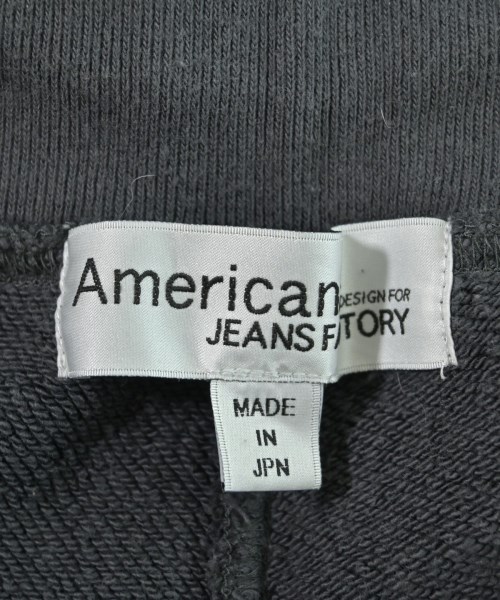 American
DESIGN FOR
JEANS F TORY
MADE
IN
JPN